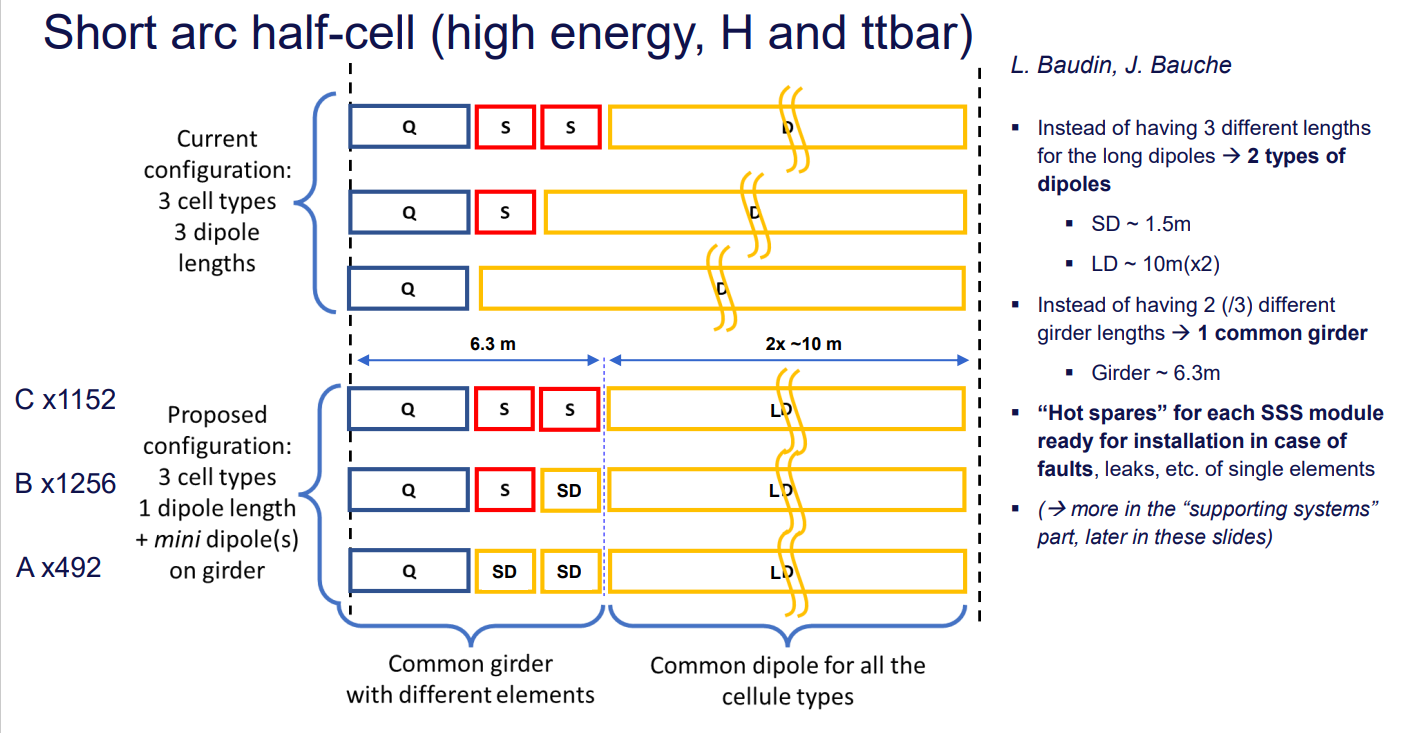 Short arc half-cell (high energy, H and ttbar)
L. Baudin, J. Bauche
Current
configuration:
3 cell types
3 dipole
lengths
Q
S
S
D
Q
S
D
Q
D
6.3 m
2x ~10 m
C x1152
B x1256
A x492
Proposed
configuration:
3 cell types
1 dipole length
+ mini dipole(s)
on girder
Q
S
S
LD
Q
S
SD
LD
Q
SD
SD
LD
Common girder
with different elements
Common dipole for all the
cellule types
▪ Instead of having 3 different lengths
for the long dipoles → 2 types of
dipoles
▪ SD ~ 1.5m
▪ LD ~ 10m(x2)
▪ Instead of having 2 (/3) different
girder lengths → 1 common girder
▪ Girder ~ 6.3m
▪ “Hot spares” for each SSS module
ready for installation in case of
faults, leaks, etc. of single elements
▪ (→ more in the “supporting systems”
part, later in these slides)